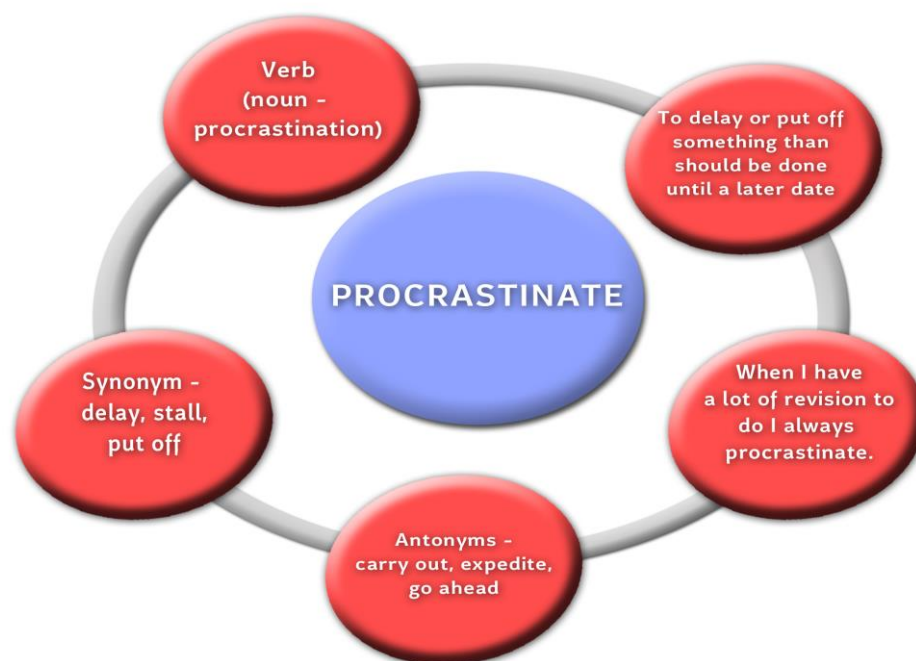 Verb
(noun -
procrastination)
To delay or put off
something than
should be done
until a later date
PROCRASTINATE
When I have
a lot of revision to
do I always
procrastinate.
Synonym -
delay, stall,
put off
Antonyms -
carry out, expedite,
go ahead